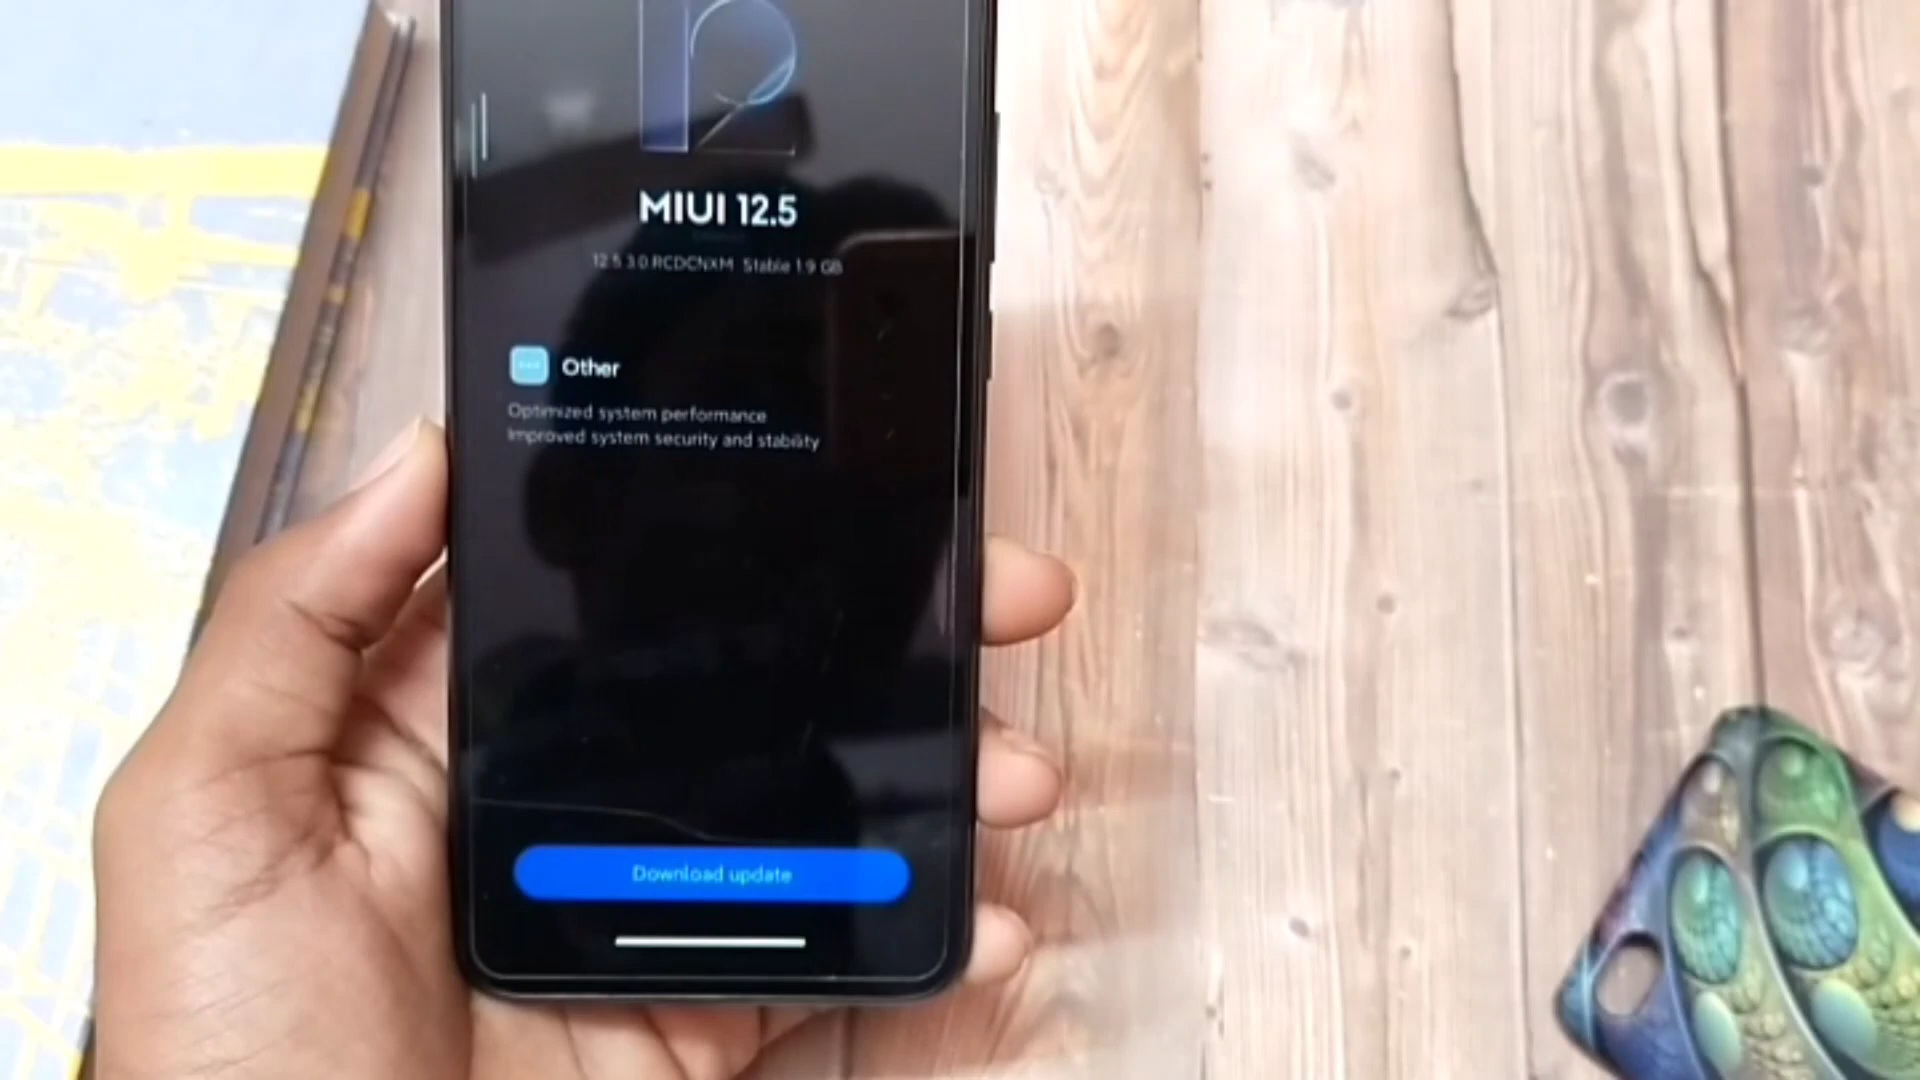 12
MIUI 12.5
12.5.3.0.RCDCNXM Stable 1.9 GB
Other
Optimized system performance
Improved system security and stability
Download update